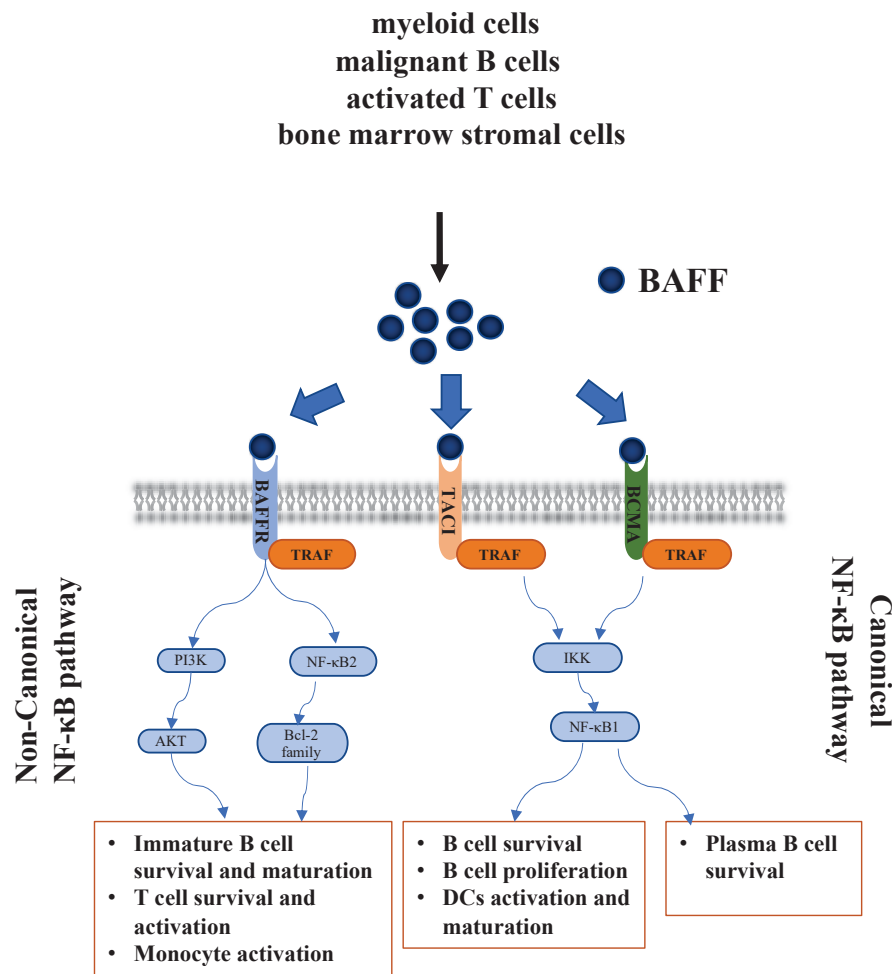 myeloid cells
malignant B cells
activated T cells
bone marrow stromal cells
BAFF
BAFFR
TACI
BCMA
TRAF
TRAF
TRAF
Non-Canonical
NF-κB pathway
Canonical
NF-κB pathway
PI3K
NF-κB2
IKK
AKT
Bcl-2
family
NF-κB1
• Immature B cell
survival and maturation
• T cell survival and
activation
• Monocyte activation
• B cell survival
• B cell proliferation
• DCs activation and
maturation
• Plasma B cell
survival